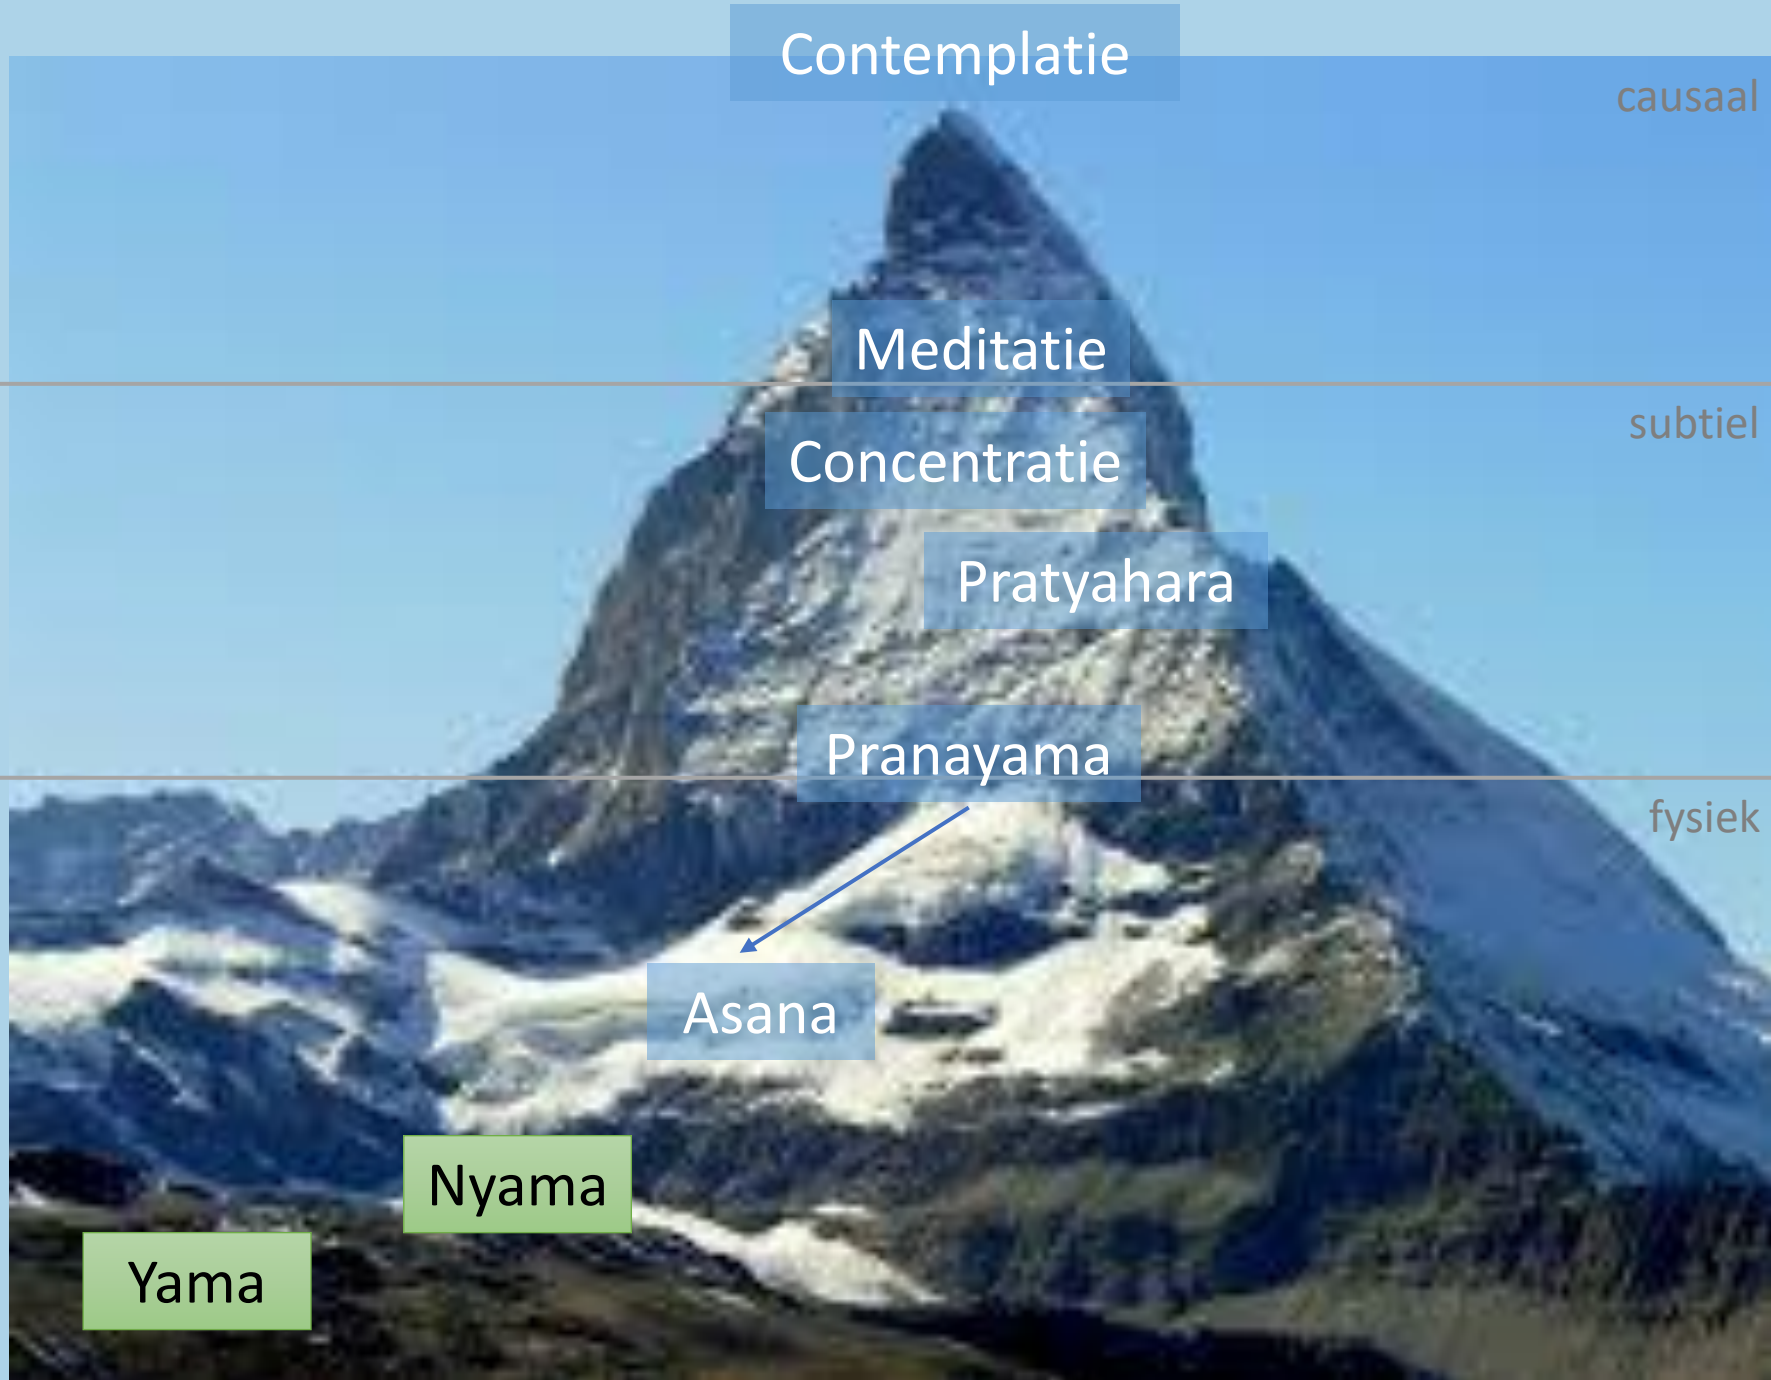 Contemplatie
causaal
Meditatie
subtiel
Concentratie
Pratyahara
Pranayama
fysiek
Asana
Nyama
Yama